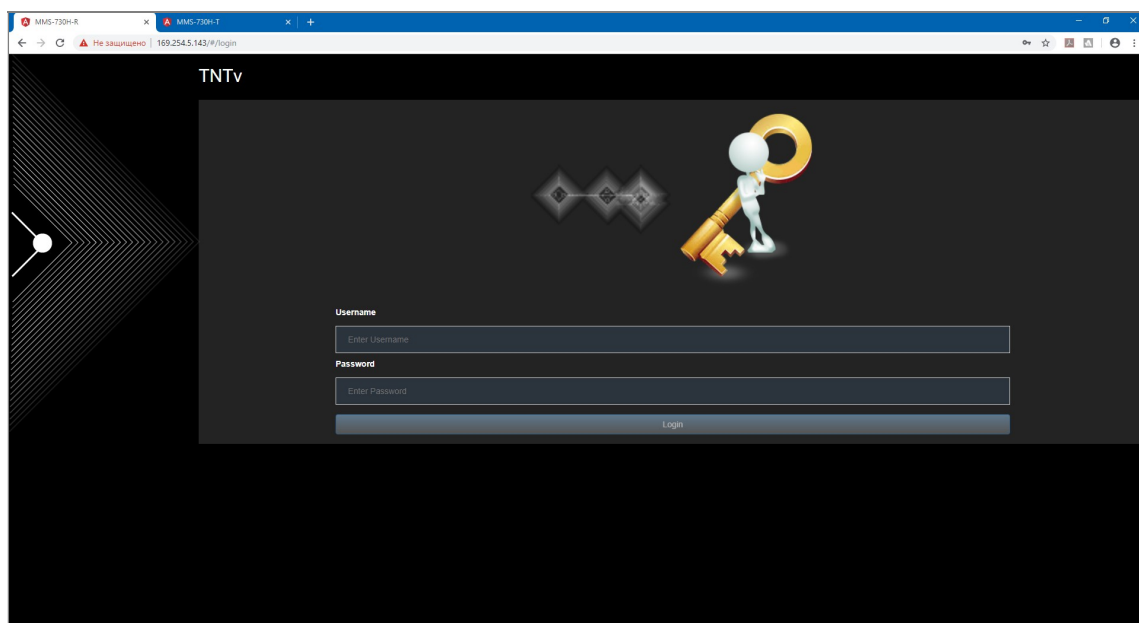 MMS-730H-R
MMS-730H-T
Не защищено
169.254.5.143/#/login
TNTv
Username
Enter Username
Password
Enter Password
Login